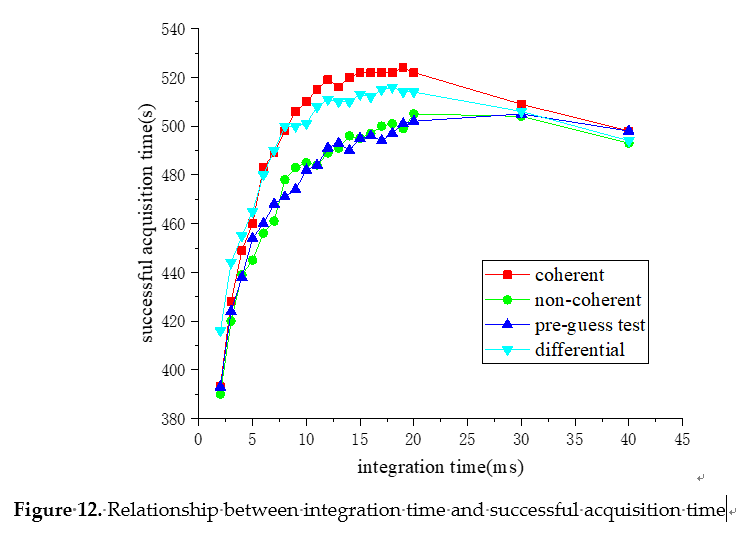 successful acquisition time(s)
540
520
500
480
460
440
420
400
380
0 5 10 15 20 25 30 35 40 45
integration time(ms)
coherent
non-coherent
pre-guess test
differential
Figure 12. Relationship between integration time and successful acquisition time